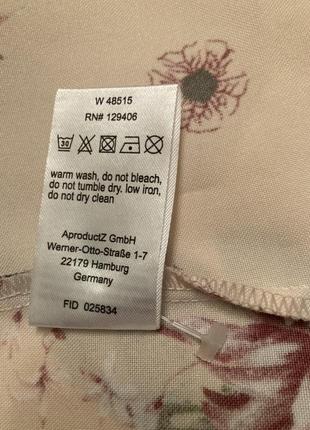 W 48515
RN# 129406
30
warm wash, do not bleach,
do not tumble dry. low iron,
do not dry clean
AproductZ GmbH
Werner-Otto-Straße 1-7
22179 Hamburg
Germany
FID 025834